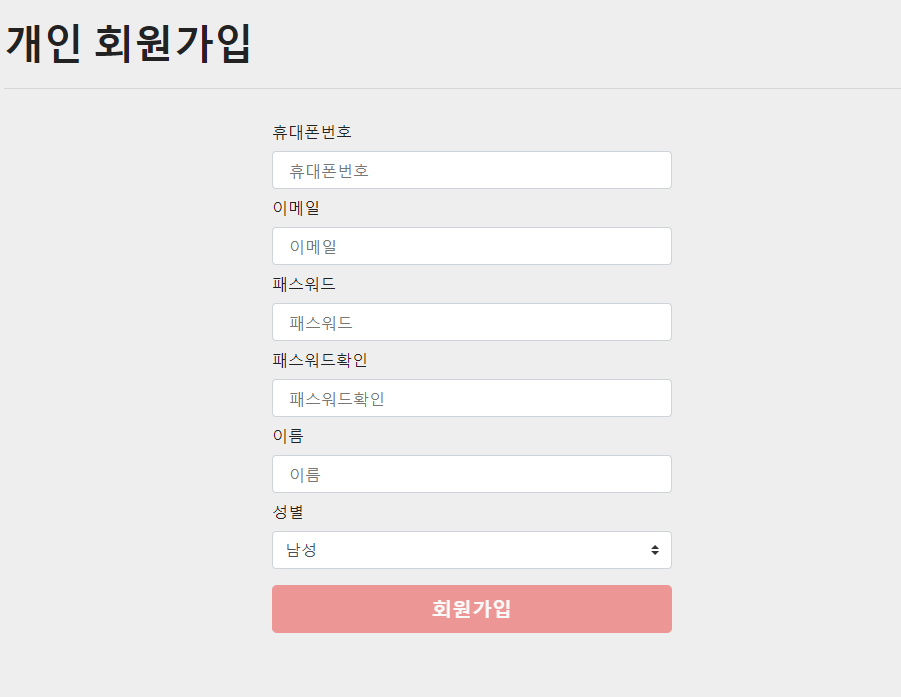 개인 회원가입
휴대폰번호
휴대폰번호
이메일
이메일
패스워드
패스워드
패스워드확인
패스워드확인
이름
이름
성별
남성
회원가입